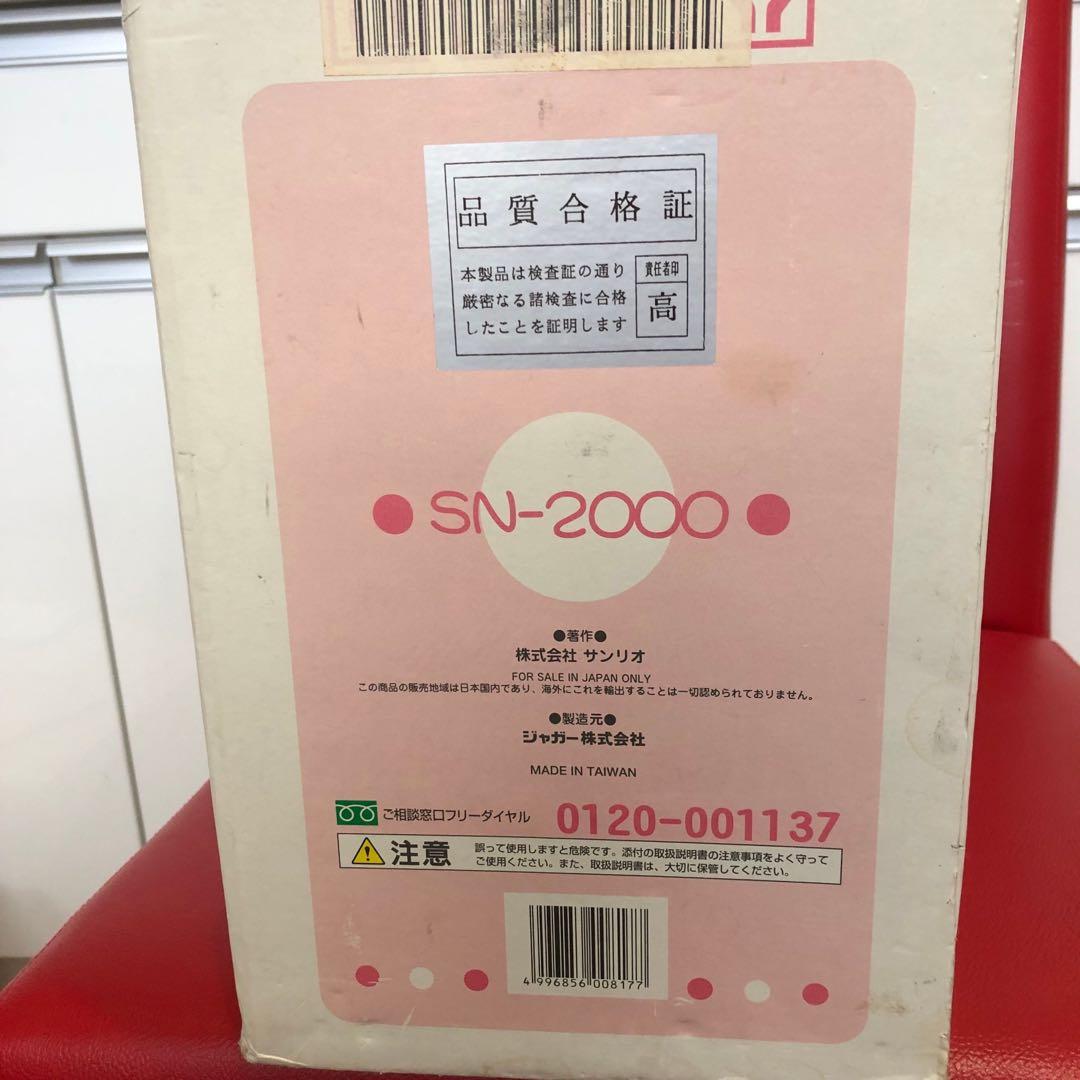 品質合格証
本製品は検査証の通り
厳密なる諸検査に合格
したことを証明します
責任者印
高
●SN-2000●
●著作●
株式会社 サンリオ
FOR SALE IN JAPAN ONLY
この商品の販売地域は日本国内であり、海外にこれを輸出することは一切認められておりません。
●製造元●
ジャガー株式会社
MADE IN TAIWAN
ご相談窓口フリーダイヤル 0120-001137
注意
誤って使用しますと危険です。添付の取扱説明書の注意事項をよく守って
ご使用ください。また、取扱説明書は、大切に保管してください。
4 996856 008177